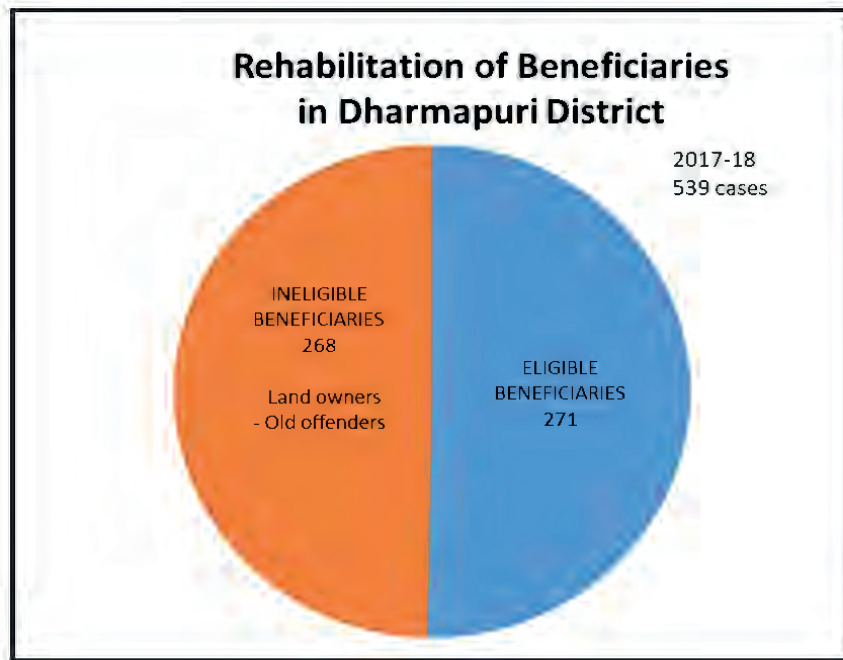 Rehabilitation of Beneficiaries
in Dharmapuri District
2017-18
539 cases
INELIGIBLE
BENEFICIARIES
268
Land owners
- Old offenders
ELIGIBLE
BENEFICIARIES
271